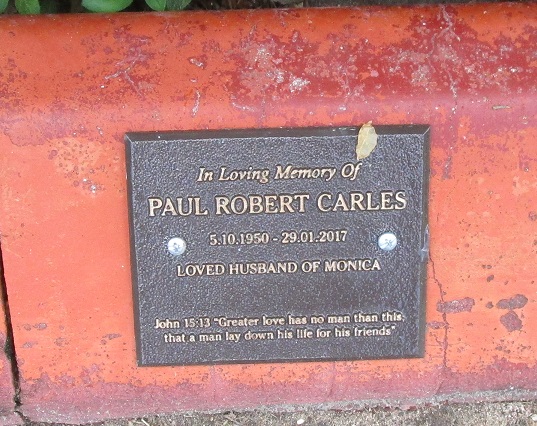 In Loving Memory Of
PAUL ROBERT CARLES
5.10.1950 - 29.01.2017
LOVED HUSBAND OF MONICA
John 15:13 "Greater love has no man than this,
that a man lay down his life for his friends"